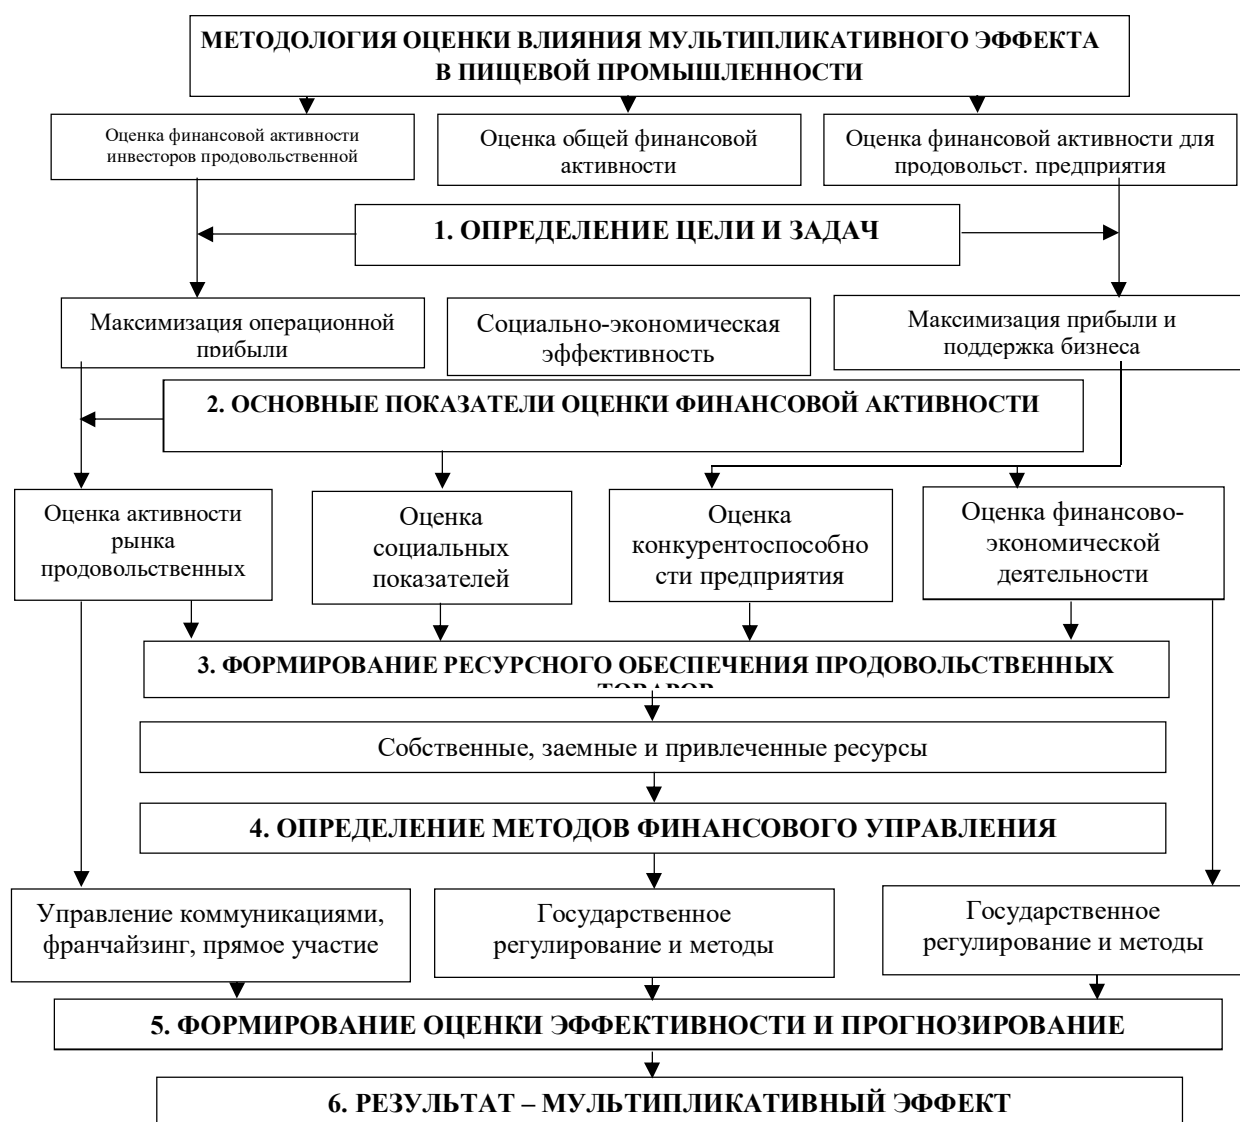 МЕТОДОЛОГИЯ ОЦЕНКИ ВЛИЯНИЯ МУЛЬТИПЛИКАТИВНОГО ЭФФЕКТА
В ПИЩЕВОЙ ПРОМЫШЛЕННОСТИ
Оценка финансовой активности
инвесторов продовольственной
Оценка общей финансовой
активности
Оценка финансовой активности для
продовольст. предприятия
1. ОПРЕДЕЛЕНИЕ ЦЕЛИ И ЗАДАЧ
Максимизация операционной
прибыли
Социально-экономическая
эффективность
Максимизация прибыли и
поддержка бизнеса
2. ОСНОВНЫЕ ПОКАЗАТЕЛИ ОЦЕНКИ ФИНАНСОВОЙ АКТИВНОСТИ
Оценка активности
рынка
продовольственных
Оценка
социальных
показателей
Оценка
конкурентоспособно
сти предприятия
Оценка финансово-
экономической
деятельности
3. ФОРМИРОВАНИЕ РЕСУРСНОГО ОБЕСПЕЧЕНИЯ ПРОДОВОЛЬСТВЕННЫХ
ТОВАРОВ
Собственные, заемные и привлеченные ресурсы
4. ОПРЕДЕЛЕНИЕ МЕТОДОВ ФИНАНСОВОГО УПРАВЛЕНИЯ
Управление коммуникациями,
франчайзинг, прямое участие
Государственное
регулирование и методы
Государственное
регулирование и методы
5. ФОРМИРОВАНИЕ ОЦЕНКИ ЭФФЕКТИВНОСТИ И ПРОГНОЗИРОВАНИЕ
6. РЕЗУЛЬТАТ – МУЛЬТИПЛИКАТИВНЫЙ ЭФФЕКТ